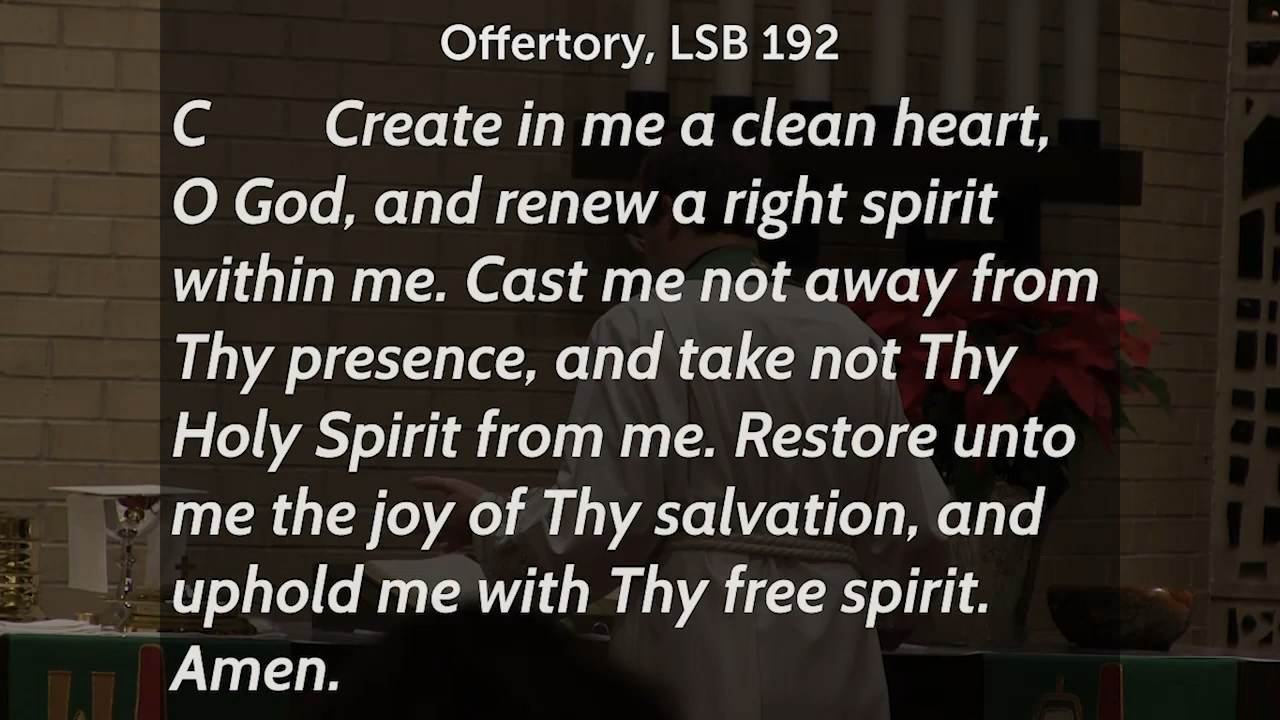 Offertory, LSB 192
C Create in me a clean heart,
O God, and renew a right spirit
within me. Cast me not away from
Thy presence, and take not Thy
Holy Spirit from me. Restore unto
me the joy of Thy salvation, and
uphold me with Thy free spirit.
Amen.